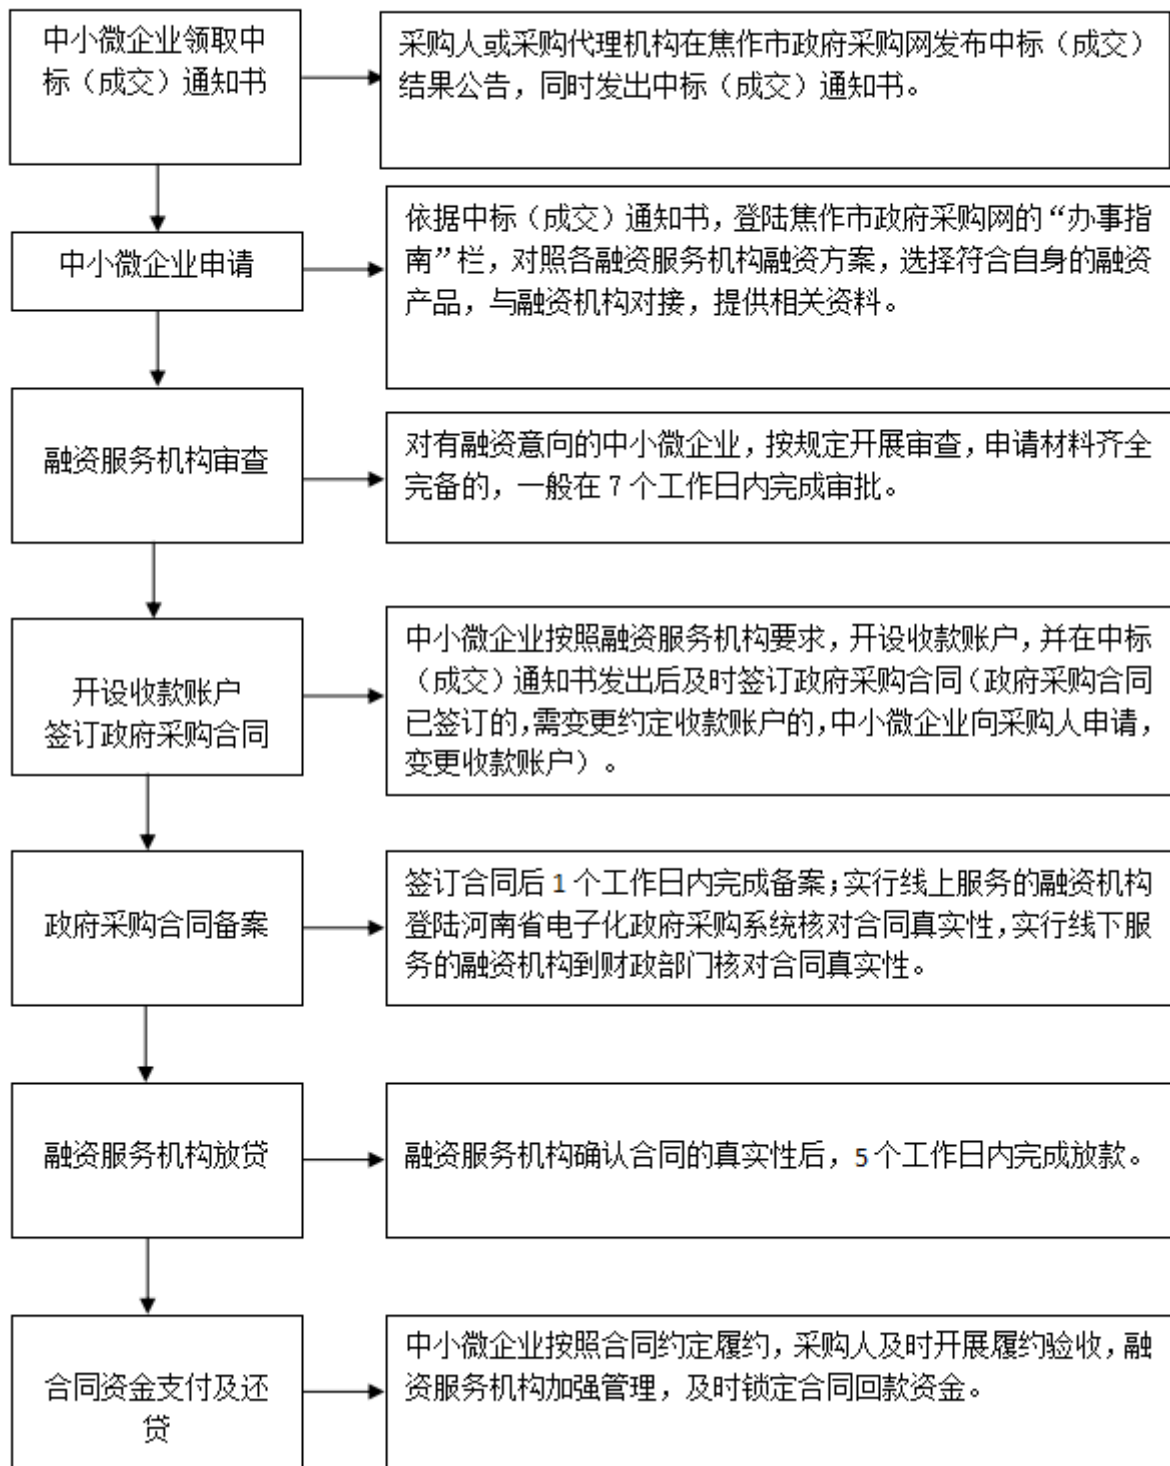 中小微企业领取中
标（成交）通知书
采购人或采购代理机构在焦作市政府采购网发布中标（成交）
结果公告，同时发出中标（成交）通知书。
中小微企业申请
依据中标（成交）通知书，登陆焦作市政府采购网的“办事指
南”栏，对照各融资服务机构融资方案，选择符合自身的融资
产品，与融资机构对接，提供相关资料。
融资服务机构审查
对有融资意向的中小微企业，按规定开展审查，申请材料齐全
完备的，一般在 7 个工作日内完成审批。
开设收款账户
签订政府采购合同
中小微企业按照融资服务机构要求，开设收款账户，并在中标
（成交）通知书发出后及时签订政府采购合同（政府采购合同
已签订的，需变更约定收款账户的，中小微企业向采购人申请，
变更收款账户）。
政府采购合同备案
签订合同后 1 个工作日内完成备案；实行线上服务的融资机构
登陆河南省电子化政府采购系统核对合同真实性，实行线下服
务的融资机构到财政部门核对合同真实性。
融资服务机构放贷
融资服务机构确认合同的真实性后，5 个工作日内完成放款。
合同资金支付及还
贷
中小微企业按照合同约定履约，采购人及时开展履约验收，融
资服务机构加强管理，及时锁定合同回款资金。